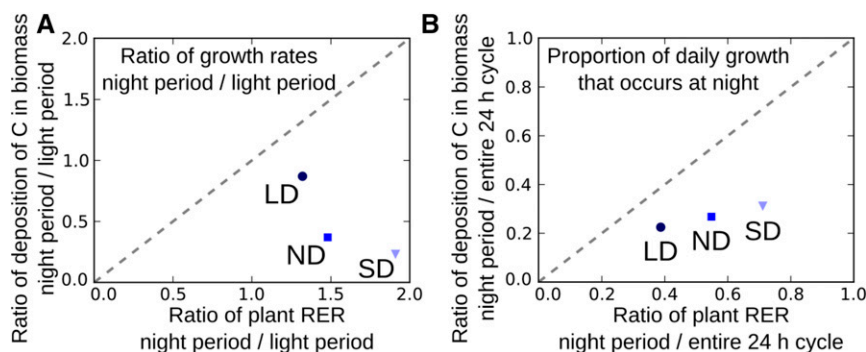 A
Ratio of deposition of C in biomass
night period / light period
2.0
1.5
1.0
0.5
0.0
Ratio of growth rates
night period / light period
LD
ND
SD
0.0 0.5 1.0 1.5 2.0
Ratio of plant RER
night period / light period
B
Ratio of deposition of C in biomass
night period / entire 24 h cycle
1.0
0.8
0.6
0.4
0.2
0.0
Proportion of daily growth
that occurs at night
LD
ND
SD
0.0 0.2 0.4 0.6 0.8 1.0
Ratio of plant RER
night period / entire 24 h cycle